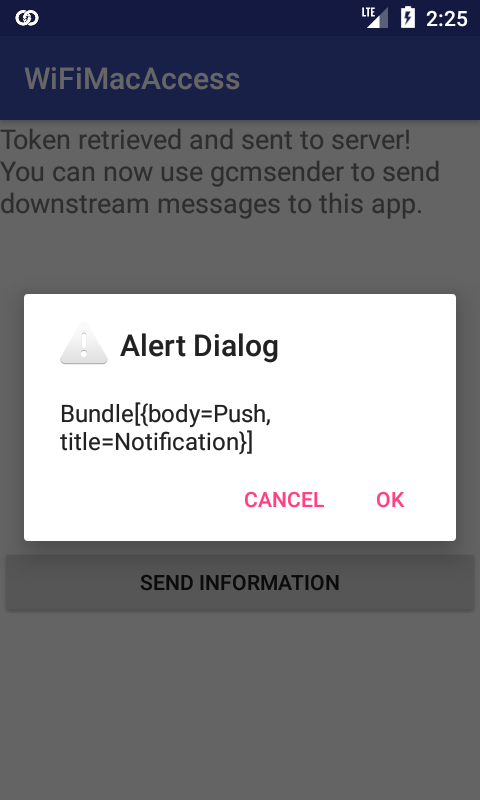 LTE 2:25
WiFiMacAccess
Token retrieved and sent to server!
You can now use gcmsender to send
downstream messages to this app.
Alert Dialog
Bundle[{body=Push,
title=Notification}]
CANCEL OK
SEND INFORMATION